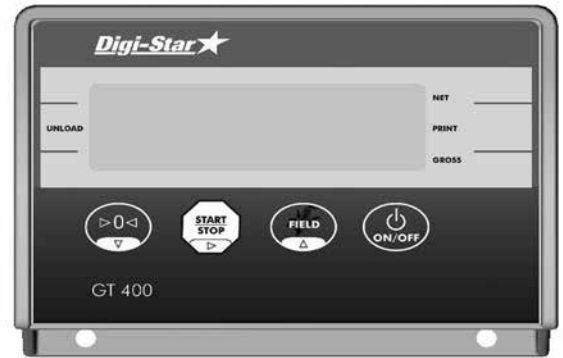 Digi-Star
NET
UNLOAD
PRINT
GROSS
0
START
STOP
FIELD
ON/OFF
GT 400